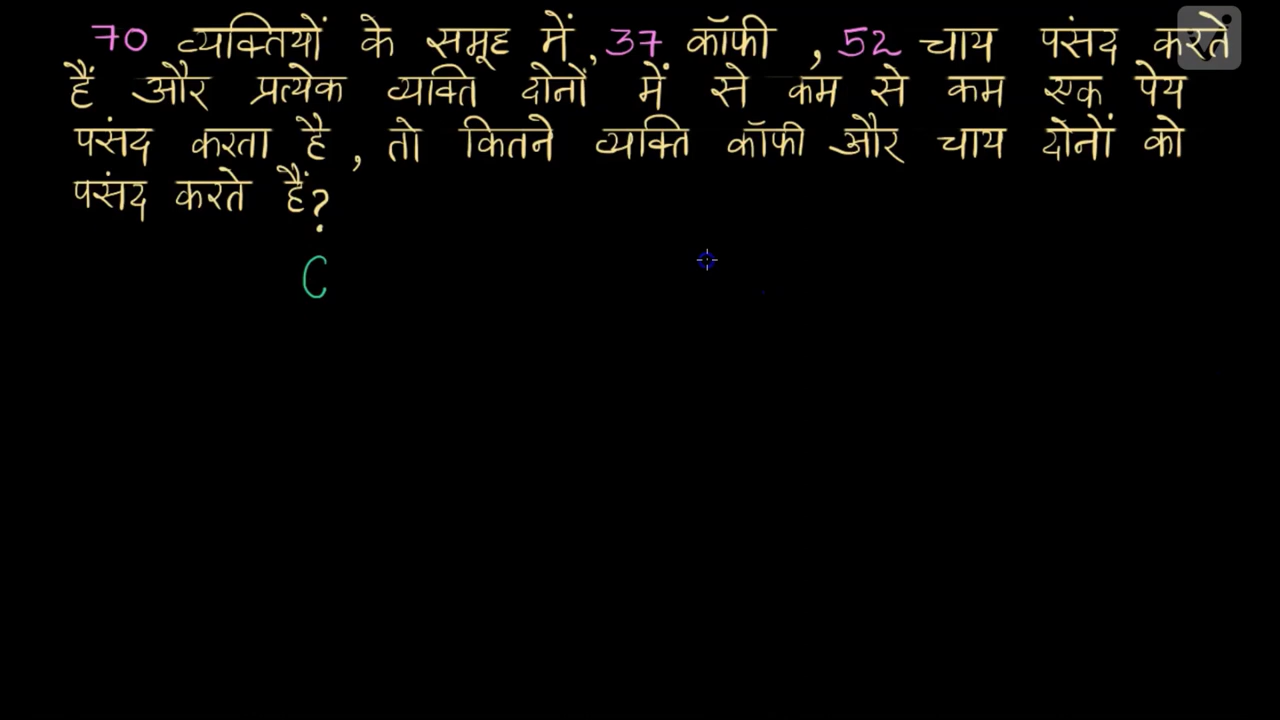 70 व्यक्तियों के समूह में, 37 कॉफी , 52 चाय पसंद करते
हैं और प्रत्येक व्यक्ति दोनों में से कम से कम एक पेय
पसंद करता है , तो कितने व्यक्ति कॉफी और चाय दोनों को
पसंद करते हैं?
C